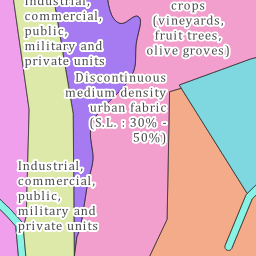 Industrial,
commercial,
public,
military and
private units
crops
(vineyards,
fruit trees,
olive groves)
Discontinuous
medium density
urban fabric
(S.L. : 30% -
50%)
Industrial,
commercial,
public,
military and
private units